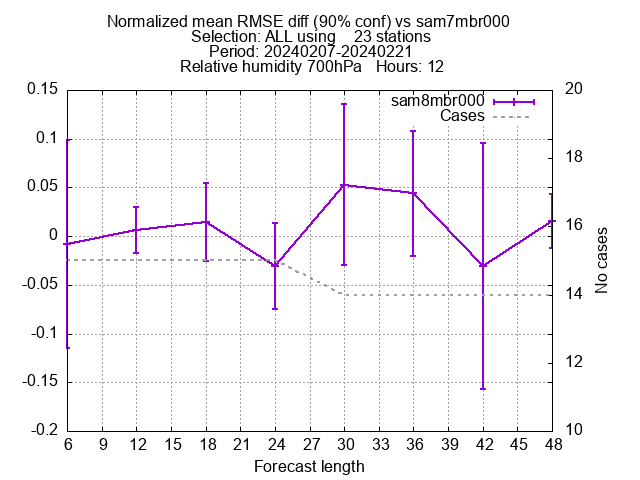 Normalized mean RMSE diff (90% conf) vs sam7mbr000
Selection: ALL using    23 stations
Period: 20240207-20240221
Relative humidity 700hPa   Hours: 12
sam8mbr000
Cases
0.15
0.1
0.05
0
-0.05
-0.1
-0.15
-0.2
20
18
16
14
12
10
No cases
6 9 12 15 18 21 24 27 30 33 36 39 42 45 48
Forecast length